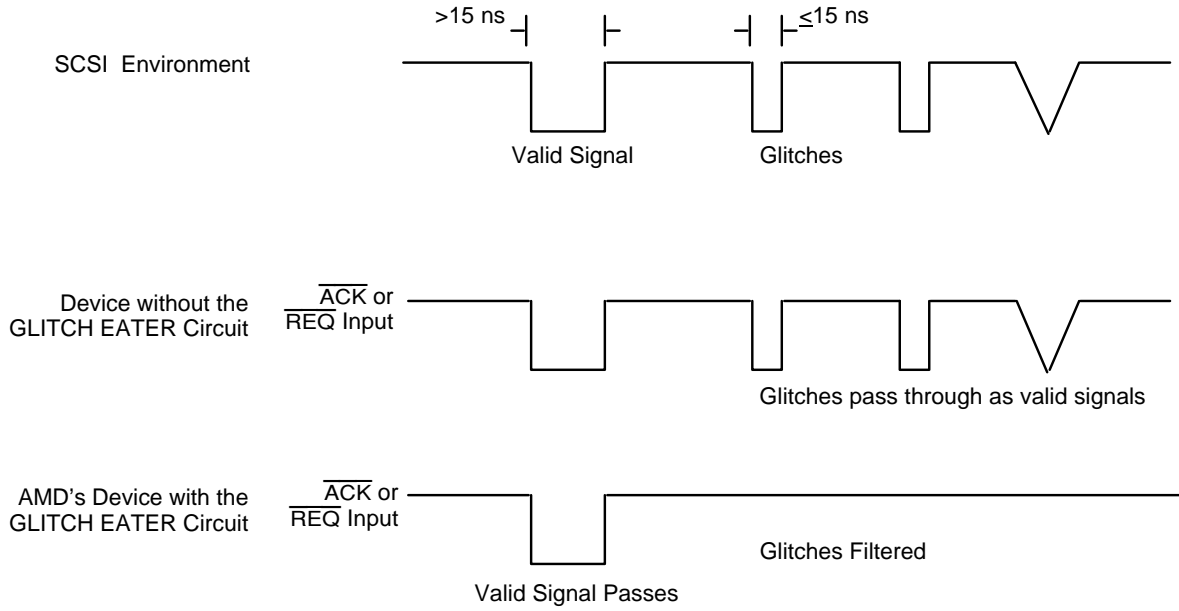 >15 ns
≤15 ns
SCSI Environment
Valid Signal
Glitches
Device without the
GLITCH EATER Circuit
ACK or
REQ Input
Glitches pass through as valid signals
AMD's Device with the
GLITCH EATER Circuit
ACK or
REQ Input
Glitches Filtered
Valid Signal Passes